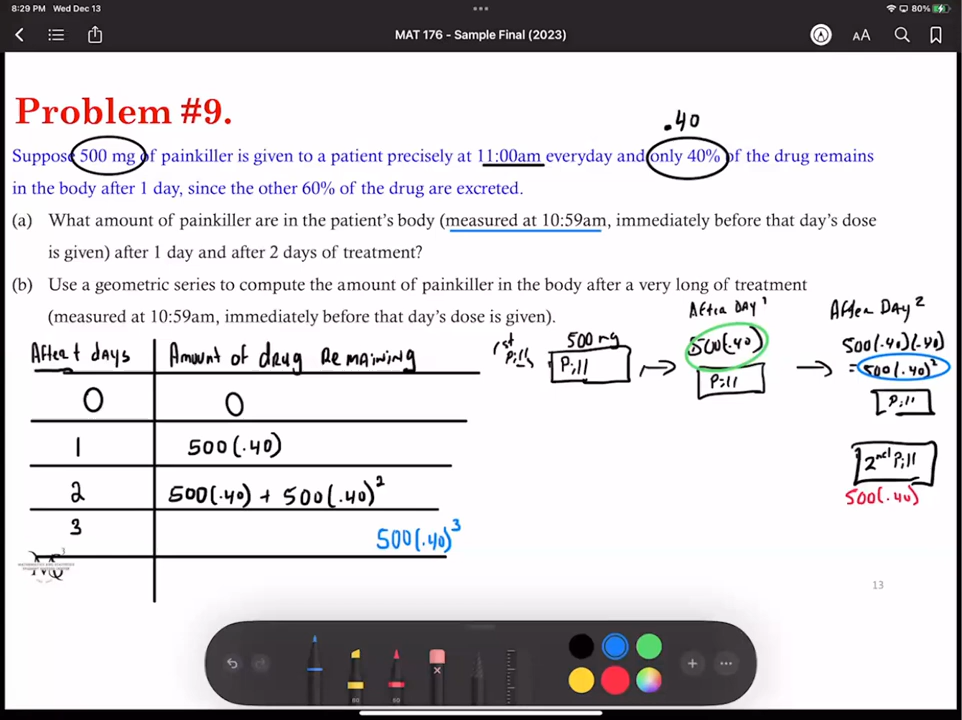 8:29 PM Wed Dec 13
80%
MAT 176 - Sample Final (2023)
AA
Problem #9.
.40
Suppose 500 mg of painkiller is given to a patient precisely at 11:00am everyday and only 40% of the drug remains
in the body after 1 day, since the other 60% of the drug are excreted.
(a) What amount of painkiller are in the patient's body (measured at 10:59am, immediately before that day's dose
is given) after 1 day and after 2 days of treatment?
(b) Use a geometric series to compute the amount of painkiller in the body after a very long of treatment
(measured at 10:59am, immediately before that day's dose is given).
After t days Amount of drug REMAINING
0 0
1 500(.40)
2 500(.40) + 500(.40)²
3 500(.40)³
1st Pill
500 mg
Pill
After DAY 1
500(.40)
Pill
After DAY 2
500(.40)(.40)
= 500(.40)²
Pill
2nd Pill
500(.40)
13